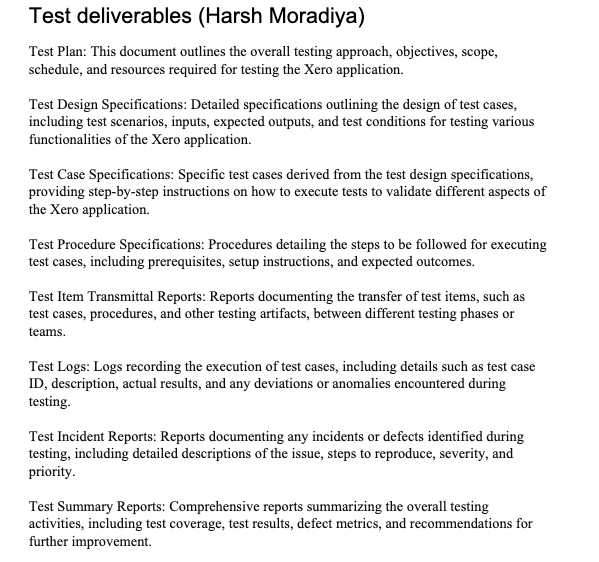 Test deliverables (Harsh Moradiya)
Test Plan: This document outlines the overall testing approach, objectives, scope,
schedule, and resources required for testing the Xero application.
Test Design Specifications: Detailed specifications outlining the design of test cases,
including test scenarios, inputs, expected outputs, and test conditions for testing various
functionalities of the Xero application.
Test Case Specifications: Specific test cases derived from the test design specifications,
providing step-by-step instructions on how to execute tests to validate different aspects of
the Xero application.
Test Procedure Specifications: Procedures detailing the steps to be followed for executing
test cases, including prerequisites, setup instructions, and expected outcomes.
Test Item Transmittal Reports: Reports documenting the transfer of test items, such as
test cases, procedures, and other testing artifacts, between different testing phases or
teams.
Test Logs: Logs recording the execution of test cases, including details such as test case
ID, description, actual results, and any deviations or anomalies encountered during
testing.
Test Incident Reports: Reports documenting any incidents or defects identified during
testing, including detailed descriptions of the issue, steps to reproduce, severity, and
priority.
Test Summary Reports: Comprehensive reports summarizing the overall testing
activities, including test coverage, test results, defect metrics, and recommendations for
further improvement.